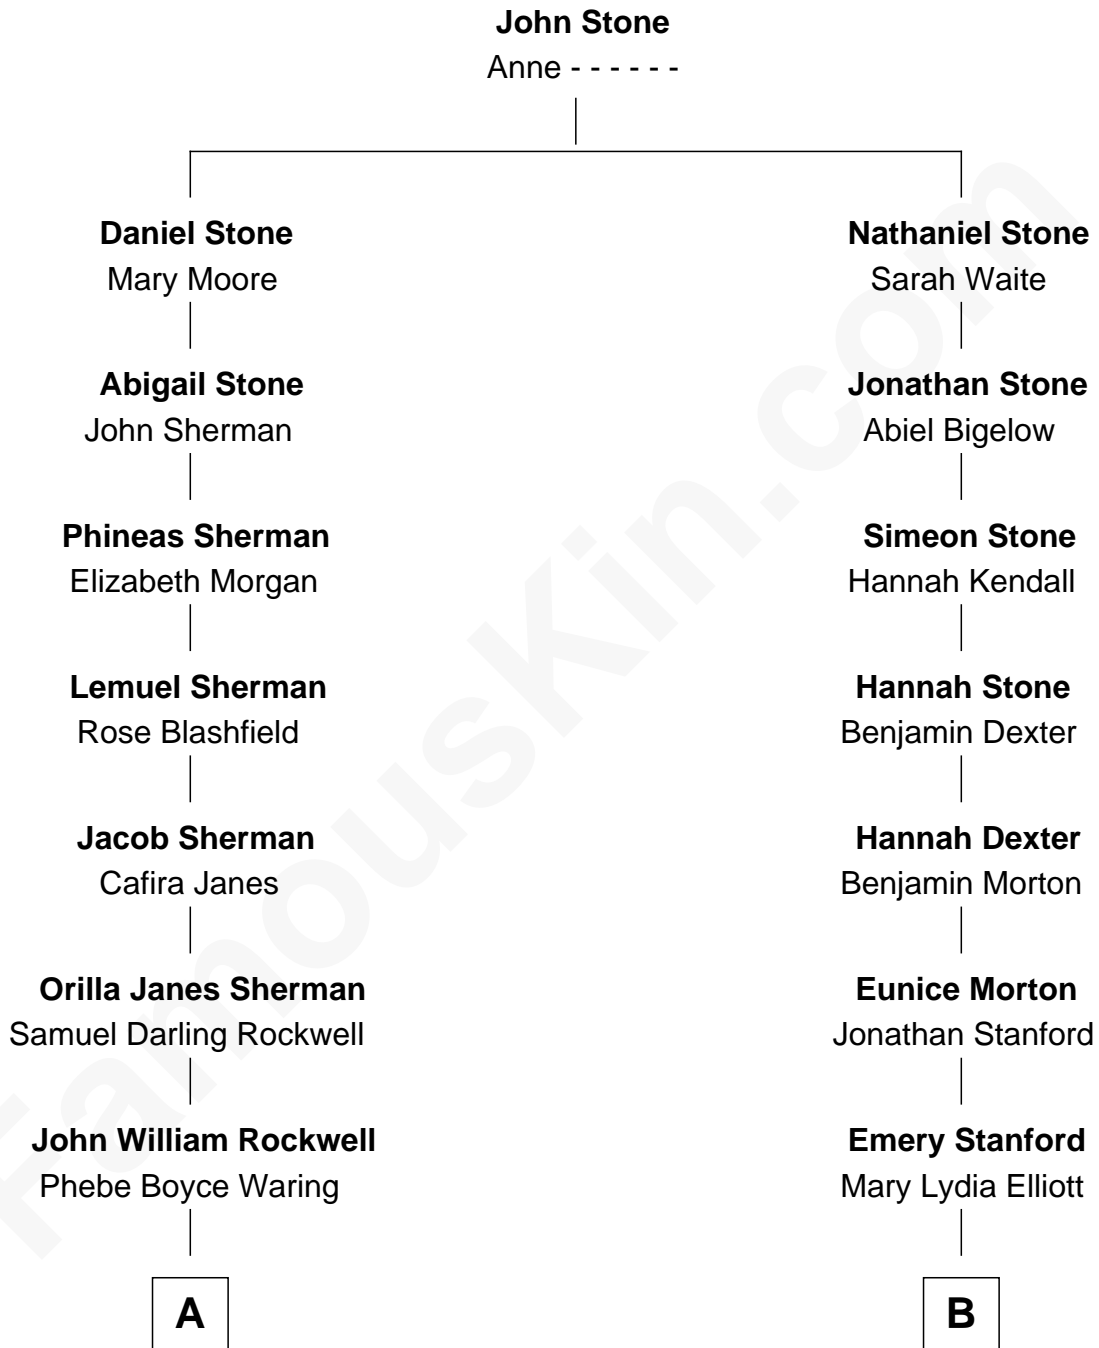 John Stone
Anne - - - - - -
Daniel Stone
Mary Moore
Nathaniel Stone
Sarah Waite
Abigail Stone
John Sherman
Jonathan Stone
Abiel Bigelow
Phineas Sherman
Elizabeth Morgan
Simeon Stone
Hannah Kendall
Lemuel Sherman
Rose Blashfield
Hannah Stone
Benjamin Dexter
Jacob Sherman
Cafira Janes
Hannah Dexter
Benjamin Morton
Orilla Janes Sherman
Samuel Darling Rockwell
Eunice Morton
Jonathan Stanford
John William Rockwell
Phebe Boyce Waring
Emery Stanford
Mary Lydia Elliott
A
B
FamousKin.com